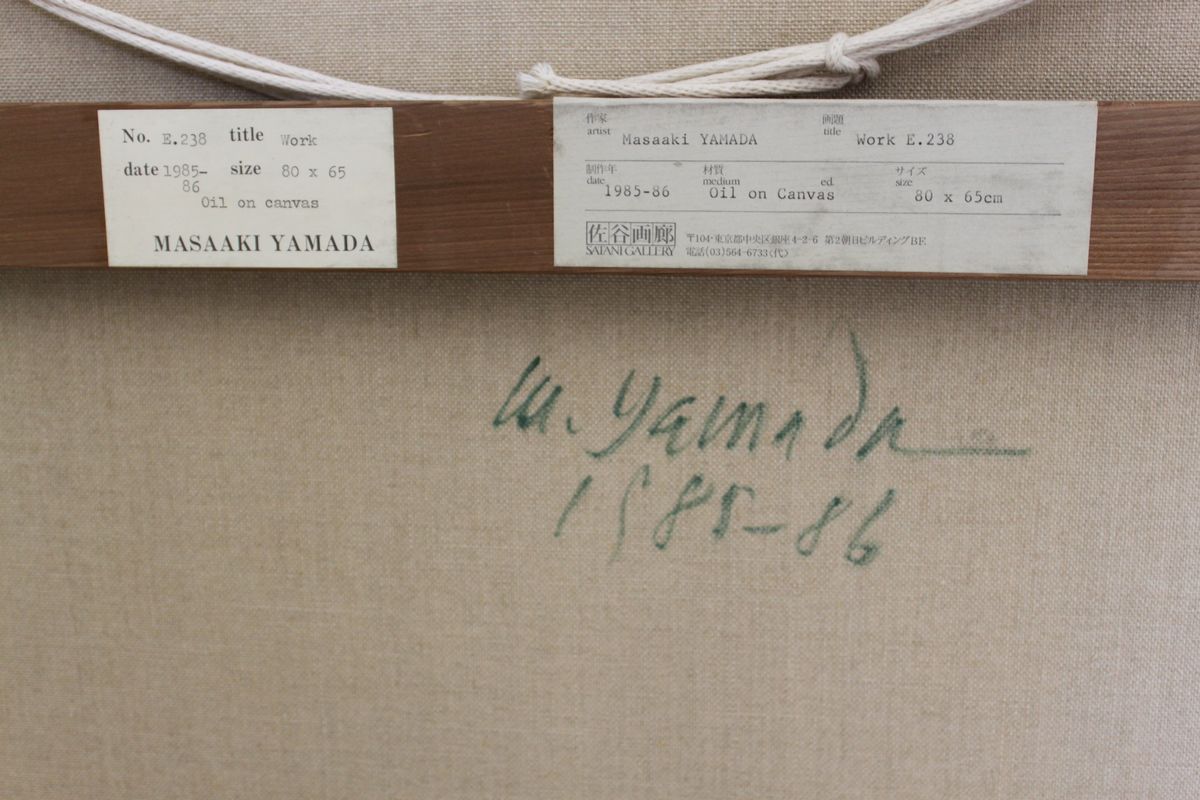 No. E.238 title Work
date 1985- size 80 x 65
86
Oil on canvas
MASAAKI YAMADA
作家 画題
artist Masaaki YAMADA title Work E.238
制作年 材質 サイズ
date 1985-86 medium Oil on Canvas ed. size 80 x 65cm
佐谷画廊 〒104・東京都中央区銀座4-2-6 第2朝日ビルディングBF.
SATANI GALLERY 電話(03)564-6733〈代〉
M. Yamada
1985-86